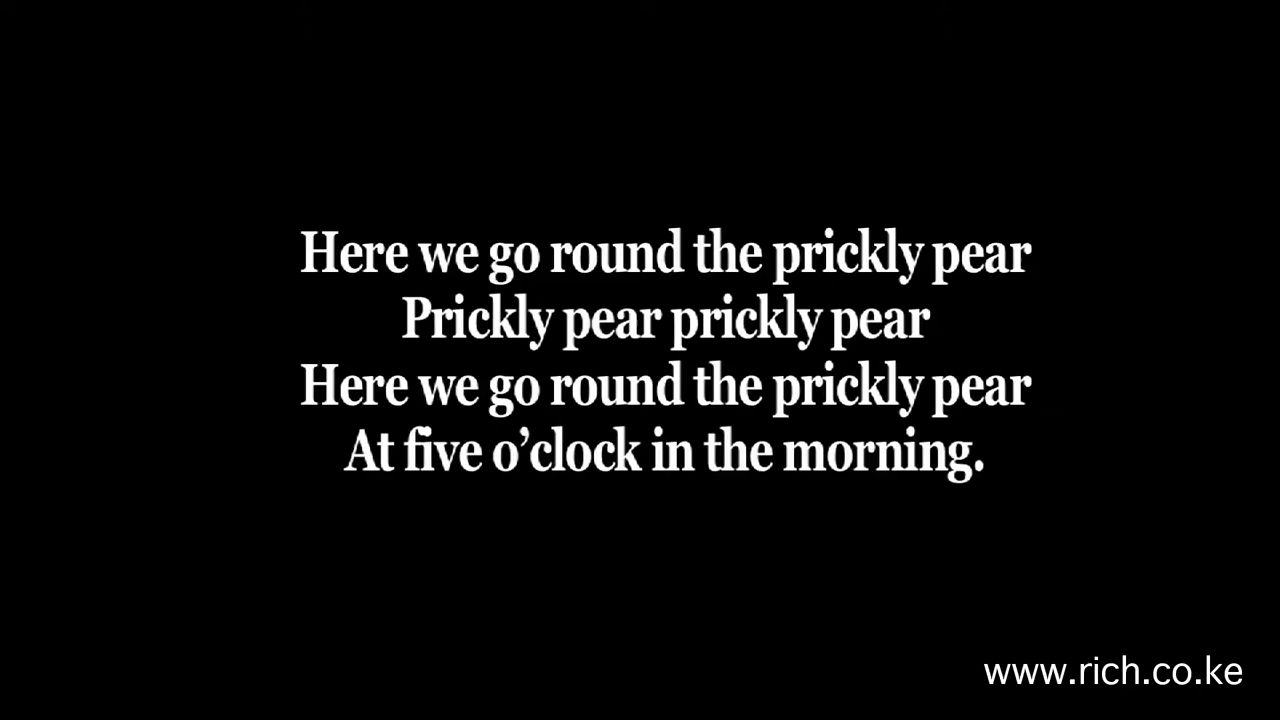 Here we go round the prickly pear
Prickly pear prickly pear
Here we go round the prickly pear
At five o’clock in the morning.
www.rich.co.ke